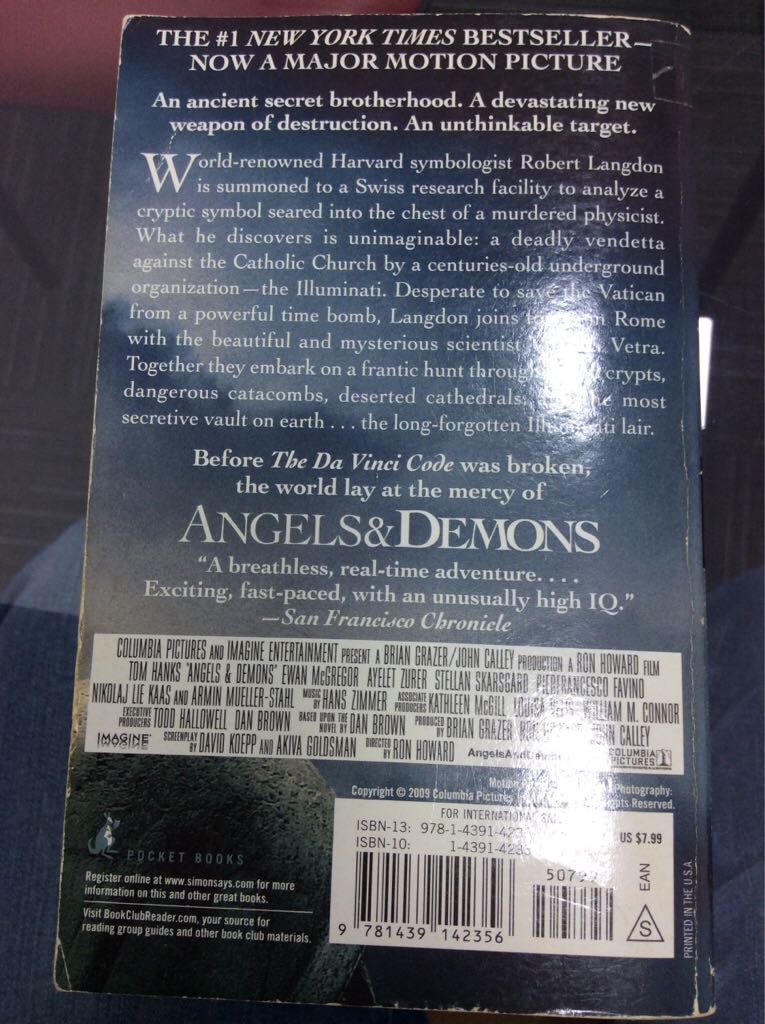 THE #1 NEW YORK TIMES BESTSELLER—
NOW A MAJOR MOTION PICTURE
An ancient secret brotherhood. A devastating new
weapon of destruction. An unthinkable target.
World-renowned Harvard symbologist Robert Langdon
is summoned to a Swiss research facility to analyze a
cryptic symbol seared into the chest of a murdered physicist.
What he discovers is unimaginable: a deadly vendetta
against the Catholic Church by a centuries-old underground
organization—the Illuminati. Desperate to save the Vatican
from a powerful time bomb, Langdon joins Rome
with the beautiful and mysterious scientist Vetra.
Together they embark on a frantic hunt through crypts,
dangerous catacombs, deserted cathedrals, most
secretive vault on earth . . . the long-forgotten Illuminati lair.
Before The Da Vinci Code was broken,
the world lay at the mercy of
ANGELS&DEMONS
“A breathless, real-time adventure. . . .
Exciting, fast-paced, with an unusually high IQ.”
—San Francisco Chronicle
COLUMBIA PICTURES AND IMAGINE ENTERTAINMENT PRESENT A BRIAN GRAZER/JOHN CALLEY PRODUCTION A RON HOWARD FILM
TOM HANKS "ANGELS & DEMONS" EWAN McGREGOR AYELET ZURER STELLAN SKARSGARD PIERFRANCESCO FAVINO
NIKOLAJ LIE KAAS AND ARMIN MUELLER-STAHL MUSIC BY HANS ZIMMER ASSOCIATE PRODUCERS KATHLEEN McGILL WILLIAM M. CONNOR
EXECUTIVE PRODUCERS TODD HALLOWELL DAN BROWN BASED UPON THE NOVEL BY DAN BROWN PRODUCED BY BRIAN GRAZER JOHN CALLEY
IMAGINE SCREENPLAY BY DAVID KOEPP AND AKIVA GOLDSMAN DIRECTED BY RON HOWARD COLUMBIA PICTURES
Motion Photography:
Copyright © 2009 Columbia Pictures Rights Reserved.
FOR INTERNATIONAL
ISBN-13: 978-1-4391-
ISBN-10: 1-4391-
US $7.99
EAN
S
9 781439 142356
POCKET BOOKS
Register online at www.simonsays.com for more
information on this and other great books.
Visit BookClubReader.com, your source for
reading group guides and other book club materials.
PRINTED IN THE U.S.A.